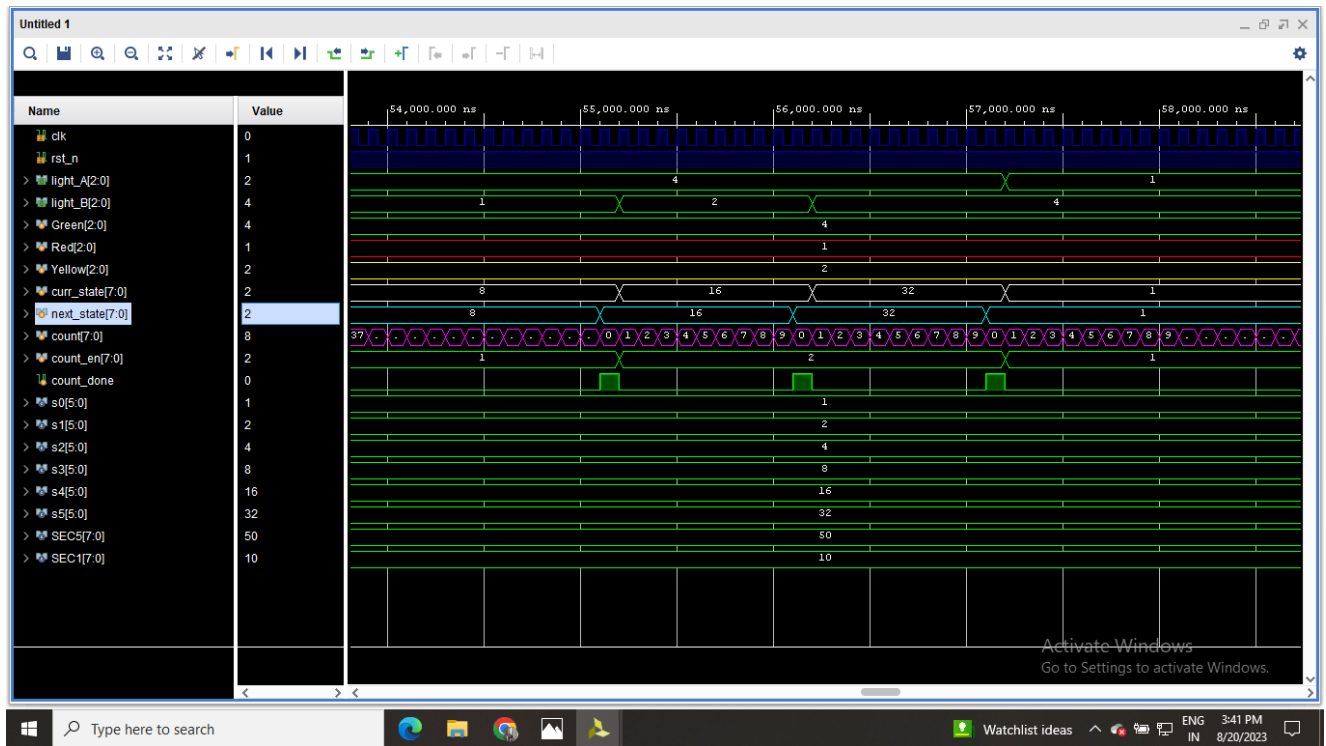 Untitled 1
Name Value
54,000.000 ns 55,000.000 ns 56,000.000 ns 57,000.000 ns 58,000.000 ns
clk 0
rst_n 1
light_A[2:0] 2 4 1
light_B[2:0] 4 1 2 4
Green[2:0] 4 4
Red[2:0] 1 1
Yellow[2:0] 2 2
curr_state[7:0] 2 8 16 32 1
next_state[7:0] 2 8 16 32 1
count[7:0] 8 37 . . . . . . . . . . . . 0 1 2 3 4 5 6 7 8 9 0 1 2 3 4 5 6 7 8 9 0 1 2 3 4 5 6 7 8 9 . . . . . .
count_en[7:0] 2 1 2 1
count_done 0
s0[5:0] 1 1
s1[5:0] 2 2
s2[5:0] 4 4
s3[5:0] 8 8
s4[5:0] 16 16
s5[5:0] 32 32
SEC5[7:0] 50 50
SEC1[7:0] 10 10
Activate Windows
Go to Settings to activate Windows.
Type here to search
Watchlist ideas
ENG
IN
3:41 PM
8/20/2023